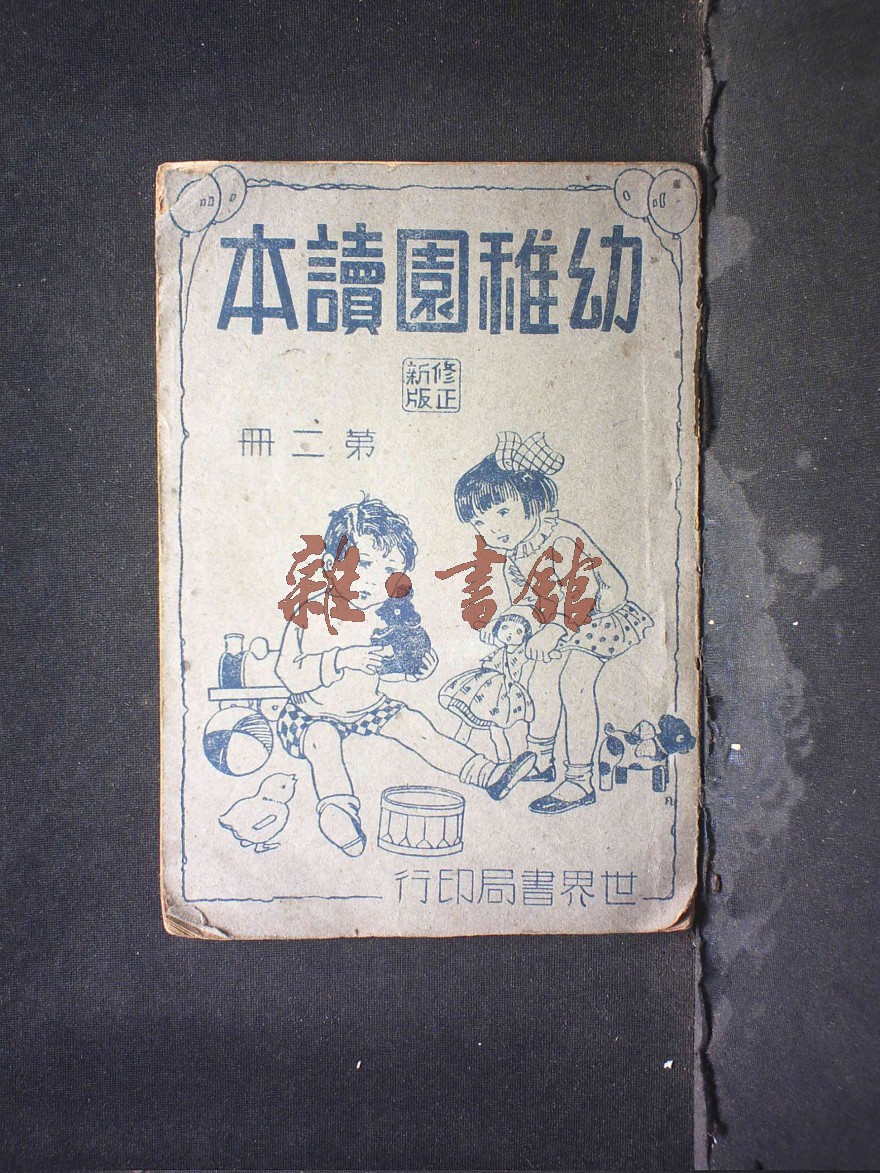 幼稚園讀本
修正
新版
第二冊
雜·書館
世界書局印行